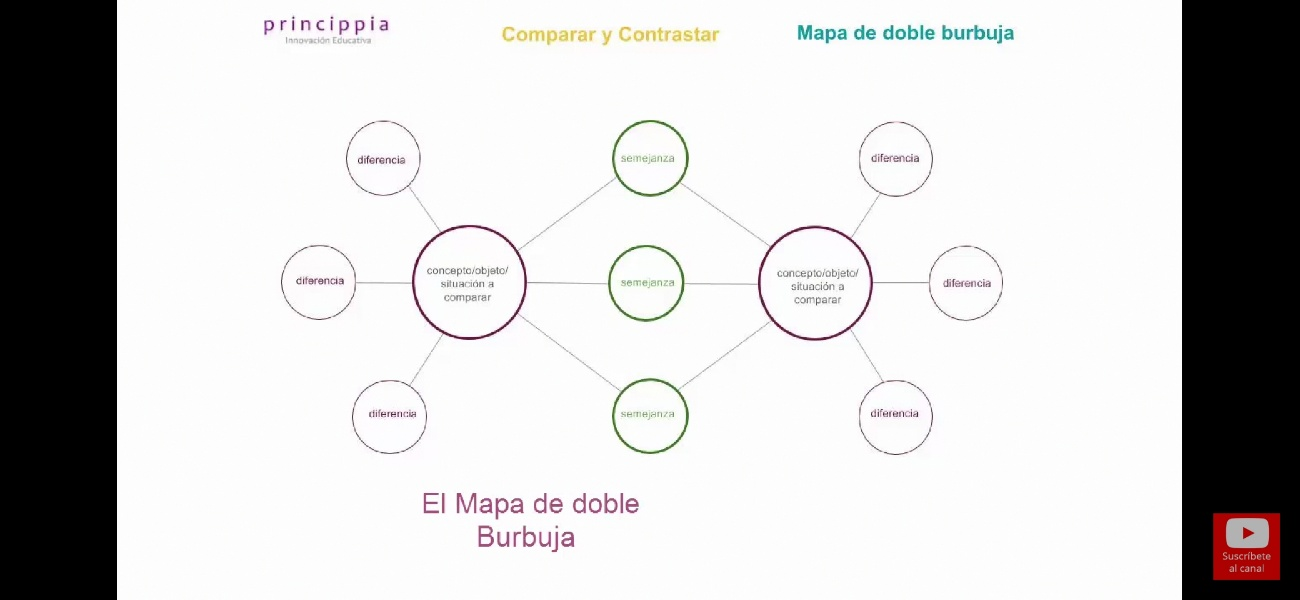 princippia
Innovación Educativa
Comparar y Contrastar
Mapa de doble burbuja
diferencia
semejanza
diferencia
diferencia
concepto/objeto/
situación a
comparar
semejanza
concepto/objeto/
situación a
comparar
diferencia
diferencia
semejanza
diferencia
El Mapa de doble
Burbuja
Suscríbete
al canal